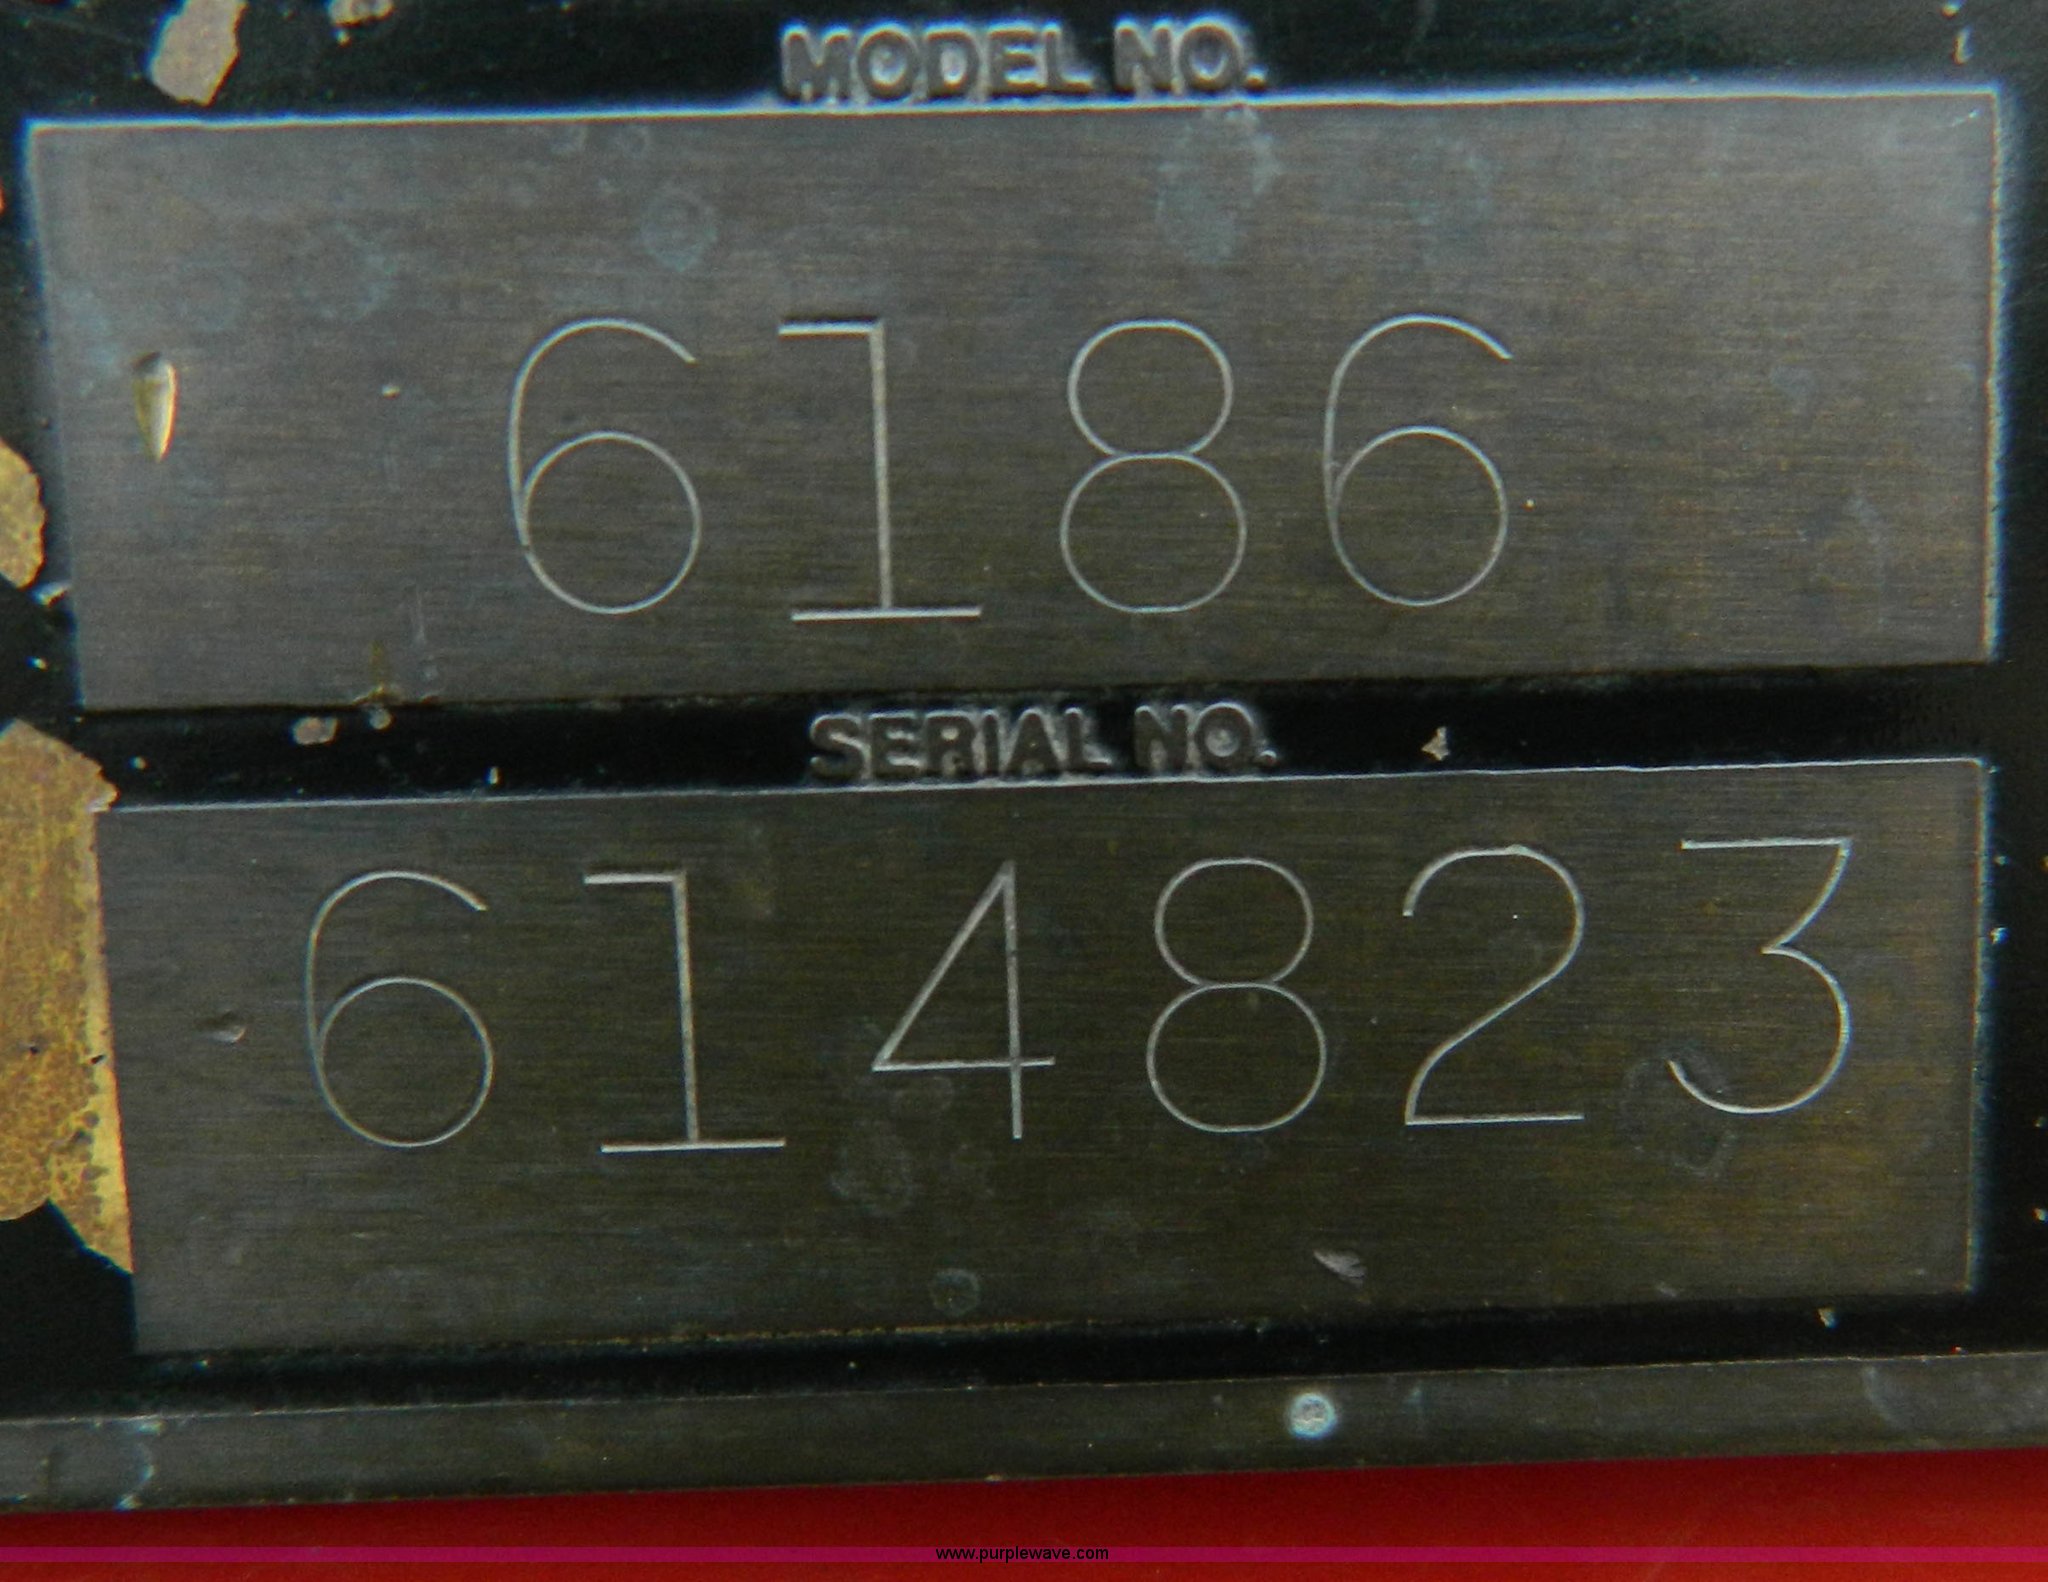 MODEL NO.
6186
SERIAL NO.
614823
www.purplewave.com